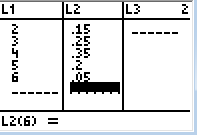 L1 L2 L3 2
2 .15 ------
3 .25
4 .35
5 .2
6 .05
------ ------
L2(6) =